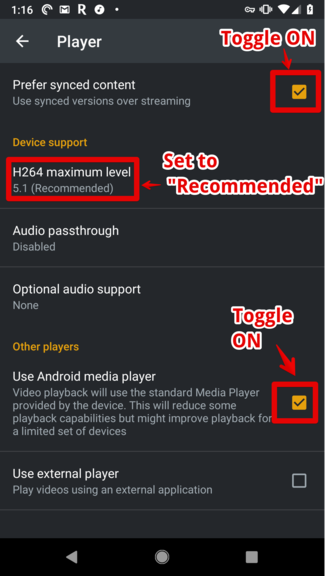 1:16
Player
Toggle ON
Prefer synced content
Use synced versions over streaming
Device support
H264 maximum level
5.1 (Recommended)
Set to
"Recommended"
Audio passthrough
Disabled
Optional audio support
None
Toggle
ON
Other players
Use Android media player
Video playback will use the standard Media Player
provided by the device. This will reduce some
playback capabilities but might improve playback for
a limited set of devices
Use external player
Play videos using an external application